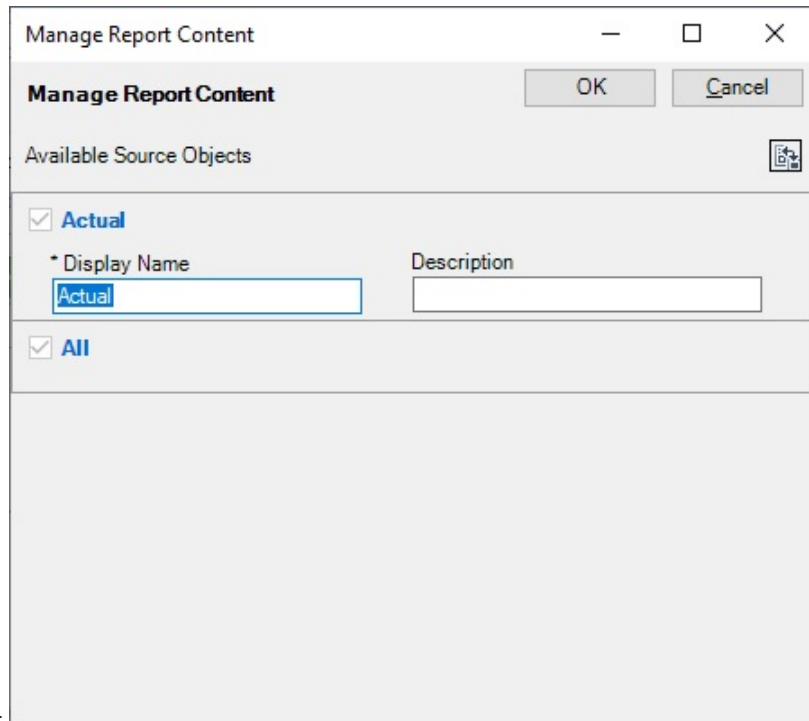 Manage Report Content
Manage Report Content OK Cancel
Available Source Objects
Actual
* Display Name Description
Actual
All